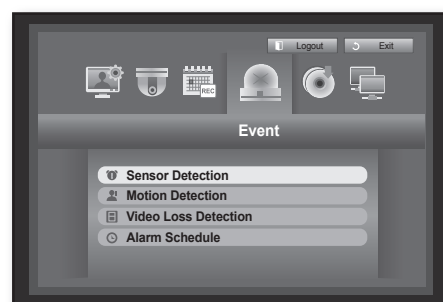 Logout Exit
REC
Event
Sensor Detection
Motion Detection
Video Loss Detection
Alarm Schedule